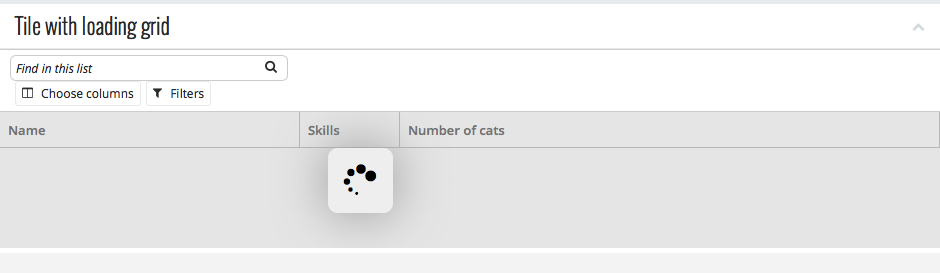 Tile with loading grid
Find in this list
Choose columns Filters
Name Skills Number of cats